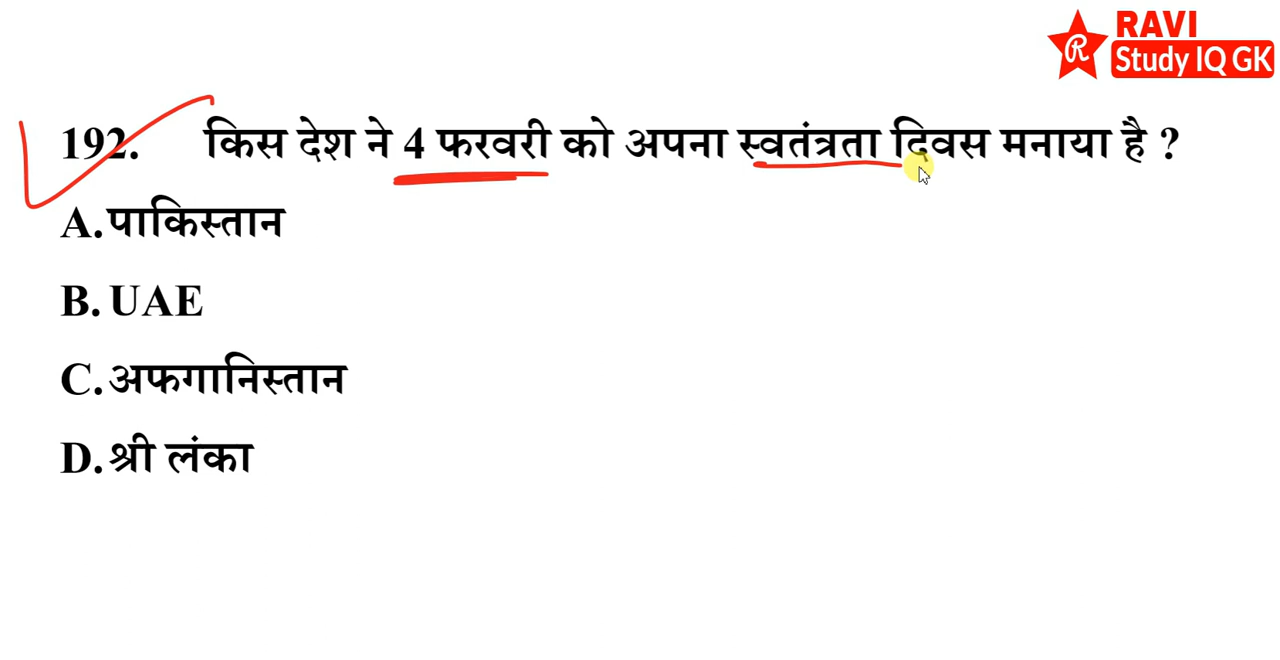 RAVI
Study IQ GK
192. किस देश ने 4 फरवरी को अपना स्वतंत्रता दिवस मनाया है ?
A. पाकिस्तान
B. UAE
C. अफगानिस्तान
D. श्री लंका